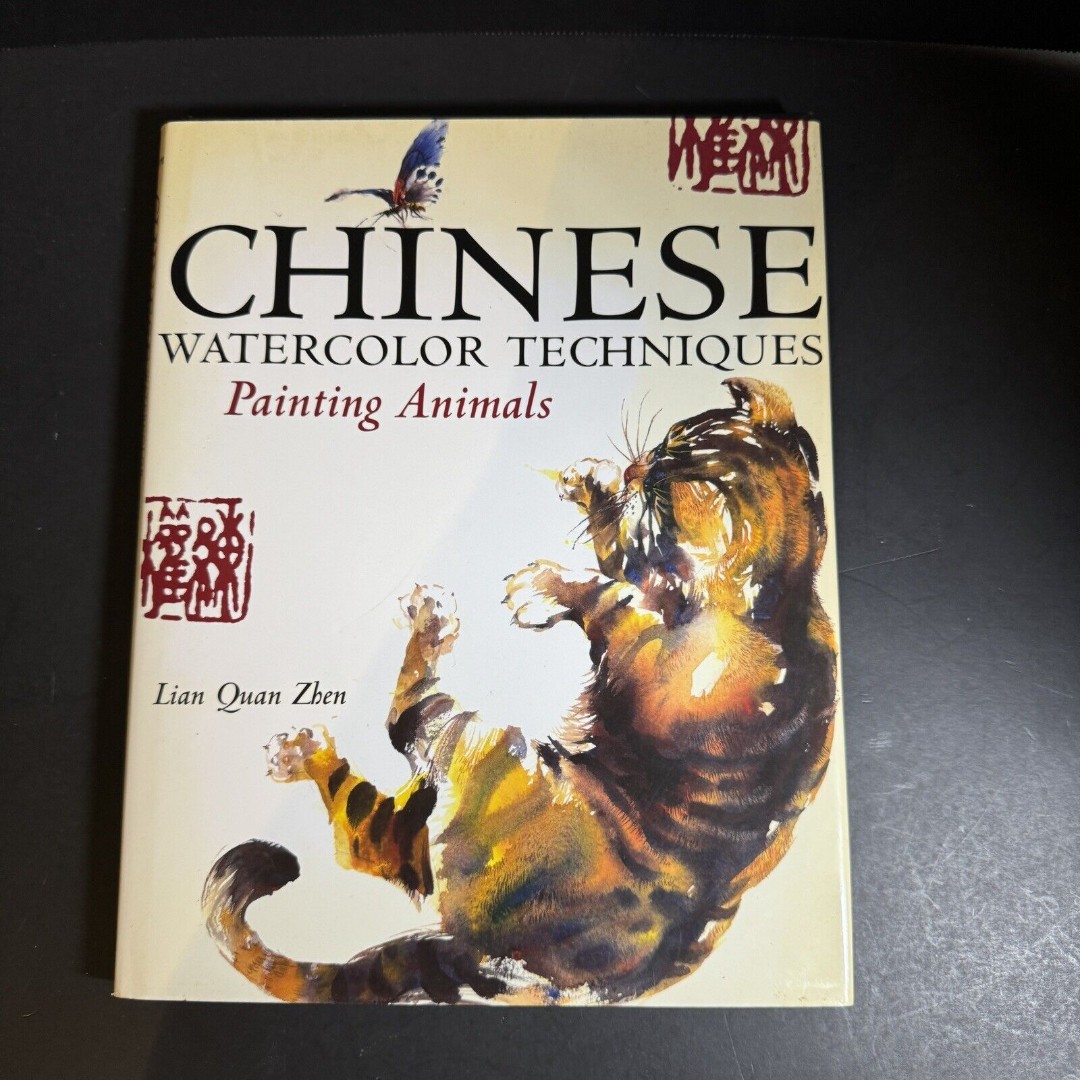 CHINESE
WATERCOLOR TECHNIQUES
Painting Animals
Lian Quan Zhen